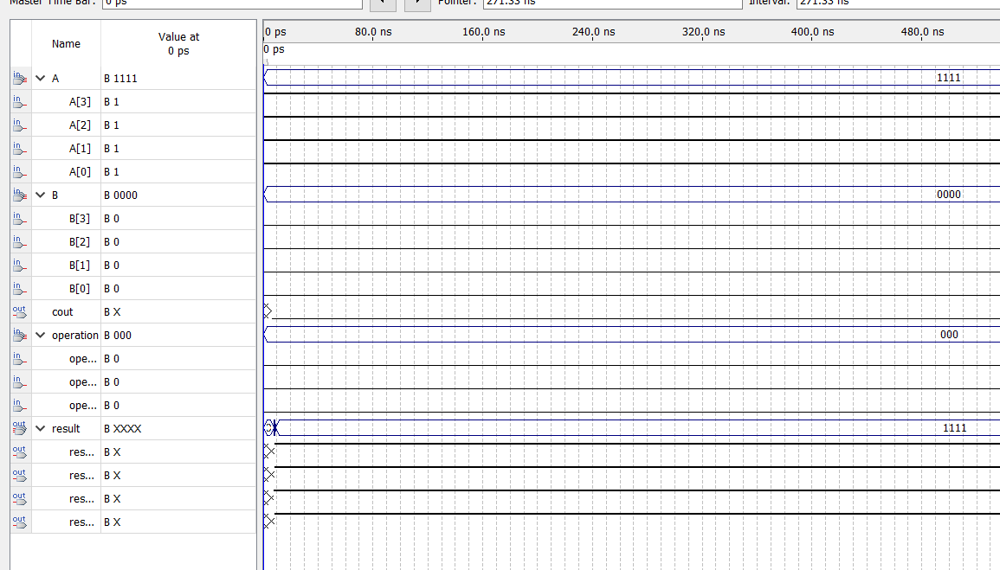 Master Time Bar: 0 ps Pointer: 271.33 ns Interval: 271.33 ns
Name Value at 0 ps
0 ps 80.0 ns 160.0 ns 240.0 ns 320.0 ns 400.0 ns 480.0 ns
0 ps
in A B 1111 1111
in A[3] B 1
in A[2] B 1
in A[1] B 1
in A[0] B 1
in B B 0000 0000
in B[3] B 0
in B[2] B 0
in B[1] B 0
in B[0] B 0
out cout B X
in operation B 000 000
in ope... B 0
in ope... B 0
in ope... B 0
out result B XXXX 1111
out res... B X
out res... B X
out res... B X
out res... B X